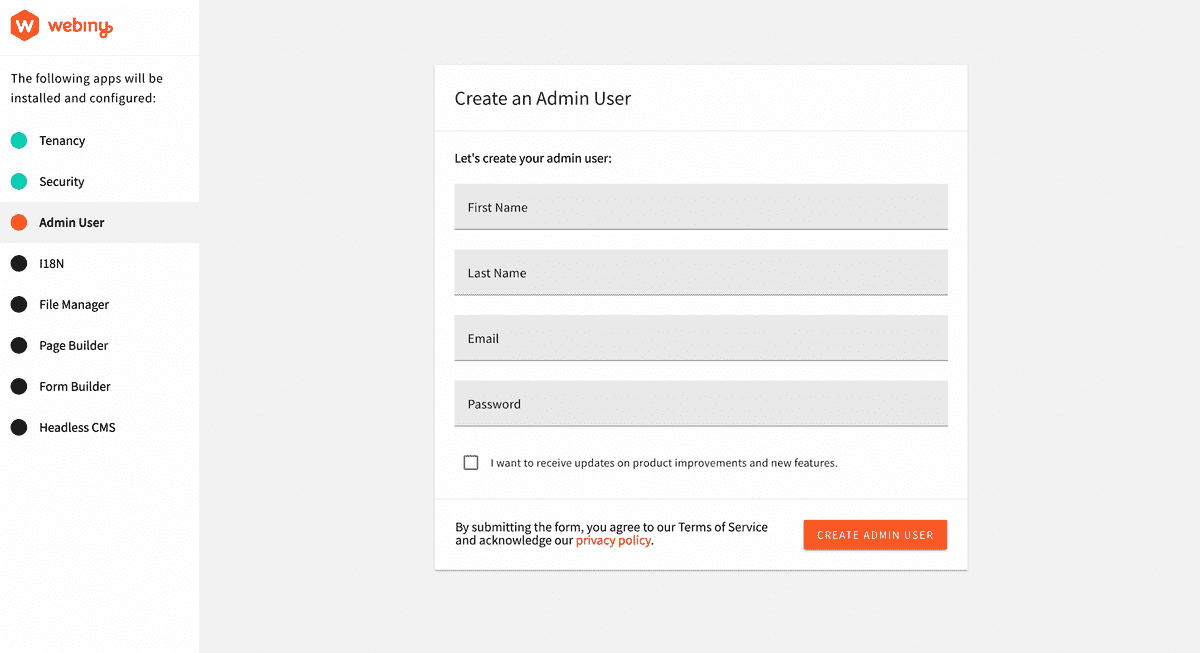 webiny
The following apps will be
installed and configured:
Tenancy
Security
Admin User
I18N
File Manager
Page Builder
Form Builder
Headless CMS
Create an Admin User
Let's create your admin user:
First Name
Last Name
Email
Password
I want to receive updates on product improvements and new features.
By submitting the form, you agree to our Terms of Service
and acknowledge our privacy policy.
CREATE ADMIN USER